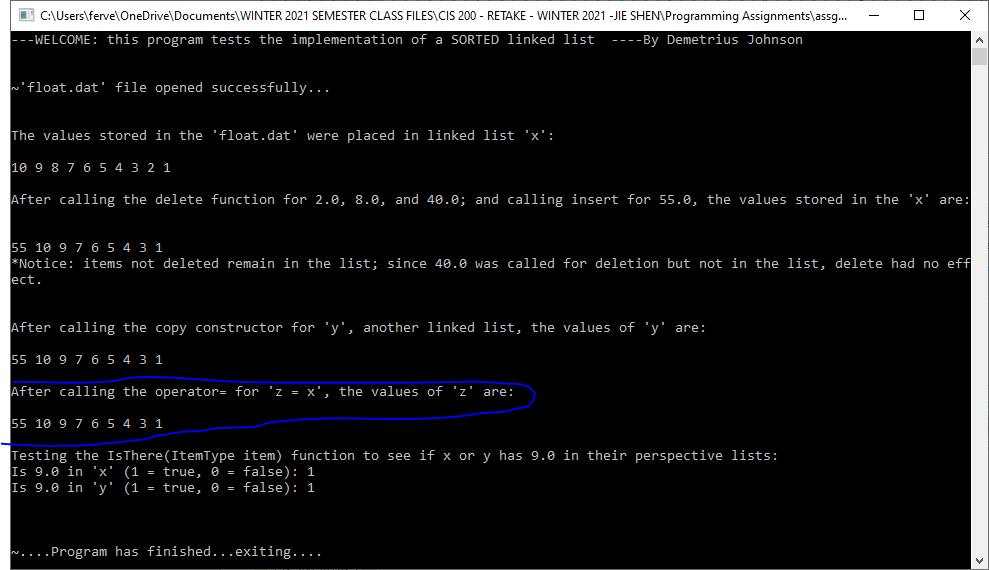 C:\Users\ferve\OneDrive\Documents\WINTER 2021 SEMESTER CLASS FILES\CIS 200 - RETAKE - WINTER 2021 -JIE SHEN\Programming Assignments\assg...
---WELCOME: this program tests the implementation of a SORTED linked list  ----By Demetrius Johnson
~'float.dat' file opened successfully...
The values stored in the 'float.dat' were placed in linked list 'x':
10 9 8 7 6 5 4 3 2 1
After calling the delete function for 2.0, 8.0, and 40.0; and calling insert for 55.0, the values stored in the 'x' are:
55 10 9 7 6 5 4 3 1
*Notice: items not deleted remain in the list; since 40.0 was called for deletion but not in the list, delete had no eff
ect.
After calling the copy constructor for 'y', another linked list, the values of 'y' are:
55 10 9 7 6 5 4 3 1
After calling the operator= for 'z = x', the values of 'z' are:
55 10 9 7 6 5 4 3 1
Testing the IsThere(ItemType item) function to see if x or y has 9.0 in their perspective lists:
Is 9.0 in 'x' (1 = true, 0 = false): 1
Is 9.0 in 'y' (1 = true, 0 = false): 1
~....Program has finished...exiting....